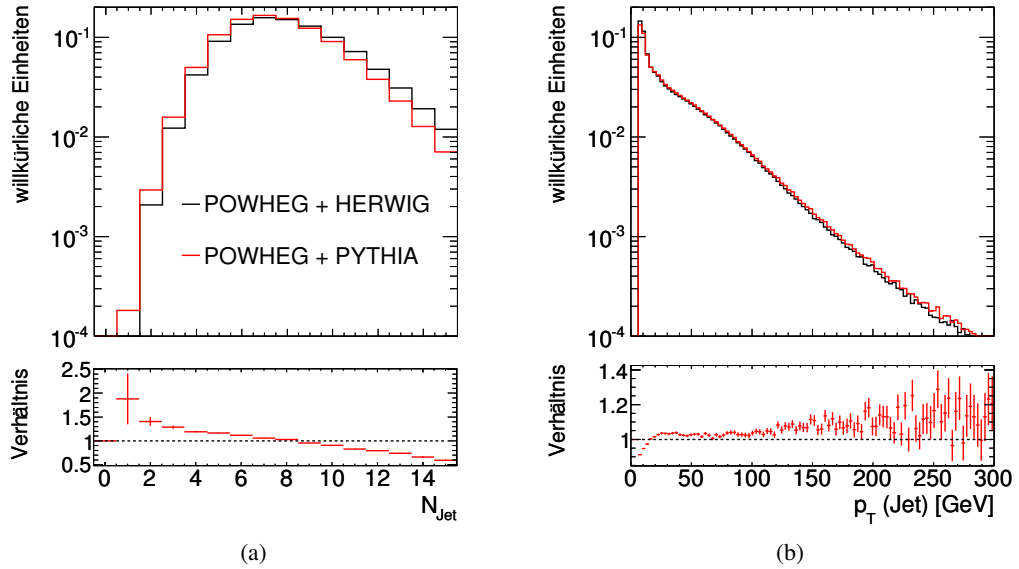 willkürliche Einheiten
10⁻¹
10⁻²
10⁻³
10⁻⁴
POWHEG + HERWIG
POWHEG + PYTHIA
Verhältnis
2.5
2
1.5
1
0.5
0 2 4 6 8 10 12 14
N_Jet
(a)
willkürliche Einheiten
10⁻¹
10⁻²
10⁻³
10⁻⁴
Verhältnis
1.4
1.2
1
0 50 100 150 200 250 300
p_T (Jet) [GeV]
(b)